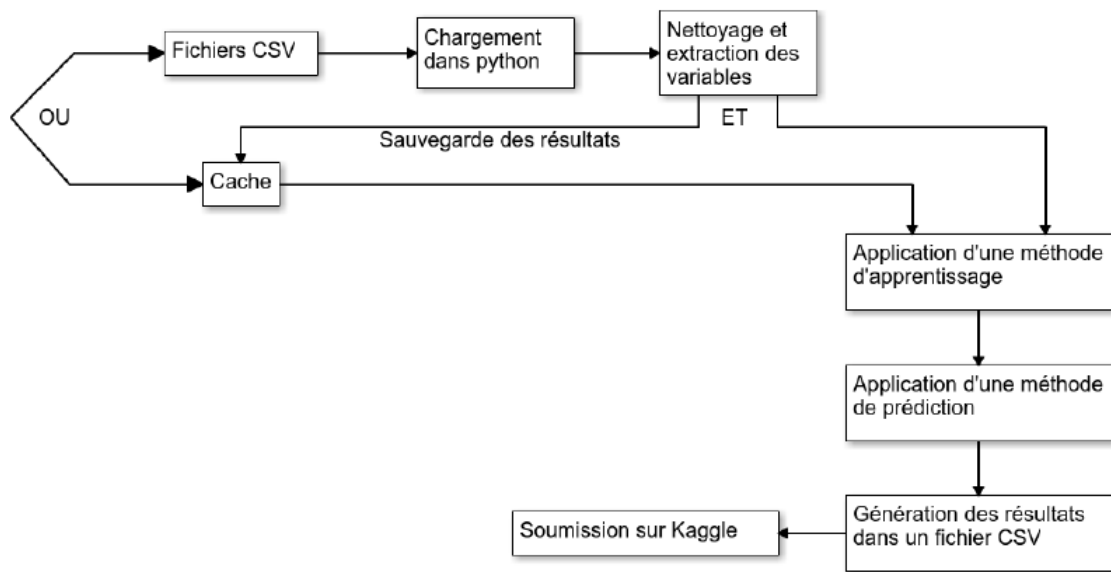 Fichiers CSV
Chargement
dans python
Nettoyage et
extraction des
variables
OU
ET
Sauvegarde des résultats
Cache
Application d'une méthode
d'apprentissage
Application d'une méthode
de prédiction
Génération des résultats
dans un fichier CSV
Soumission sur Kaggle